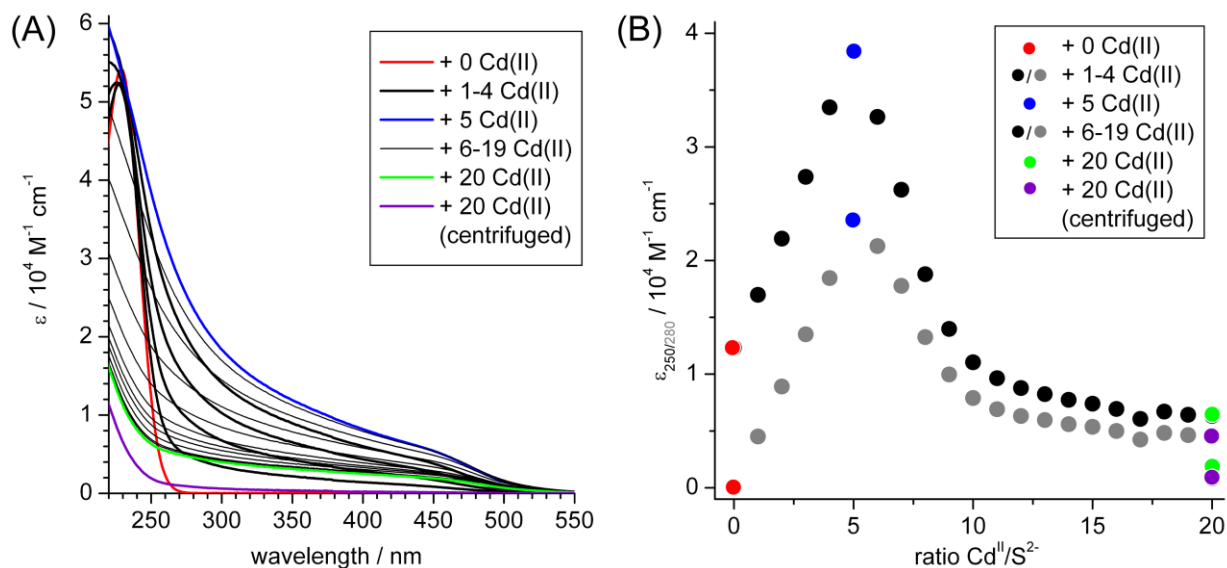 (A)
6
5
4
3
2
1
0
ε / 10⁴ M⁻¹ cm⁻¹
250 300 350 400 450 500 550
wavelength / nm
+ 0 Cd(II)
+ 1-4 Cd(II)
+ 5 Cd(II)
+ 6-19 Cd(II)
+ 20 Cd(II)
+ 20 Cd(II)
(centrifuged)
(B)
4
3
2
1
0
ε₂₅₀/₂₈₀ / 10⁴ M⁻¹ cm⁻¹
0 5 10 15 20
ratio Cdᴵᴵ/S²⁻
+ 0 Cd(II)
/ + 1-4 Cd(II)
+ 5 Cd(II)
/ + 6-19 Cd(II)
+ 20 Cd(II)
+ 20 Cd(II)
(centrifuged)